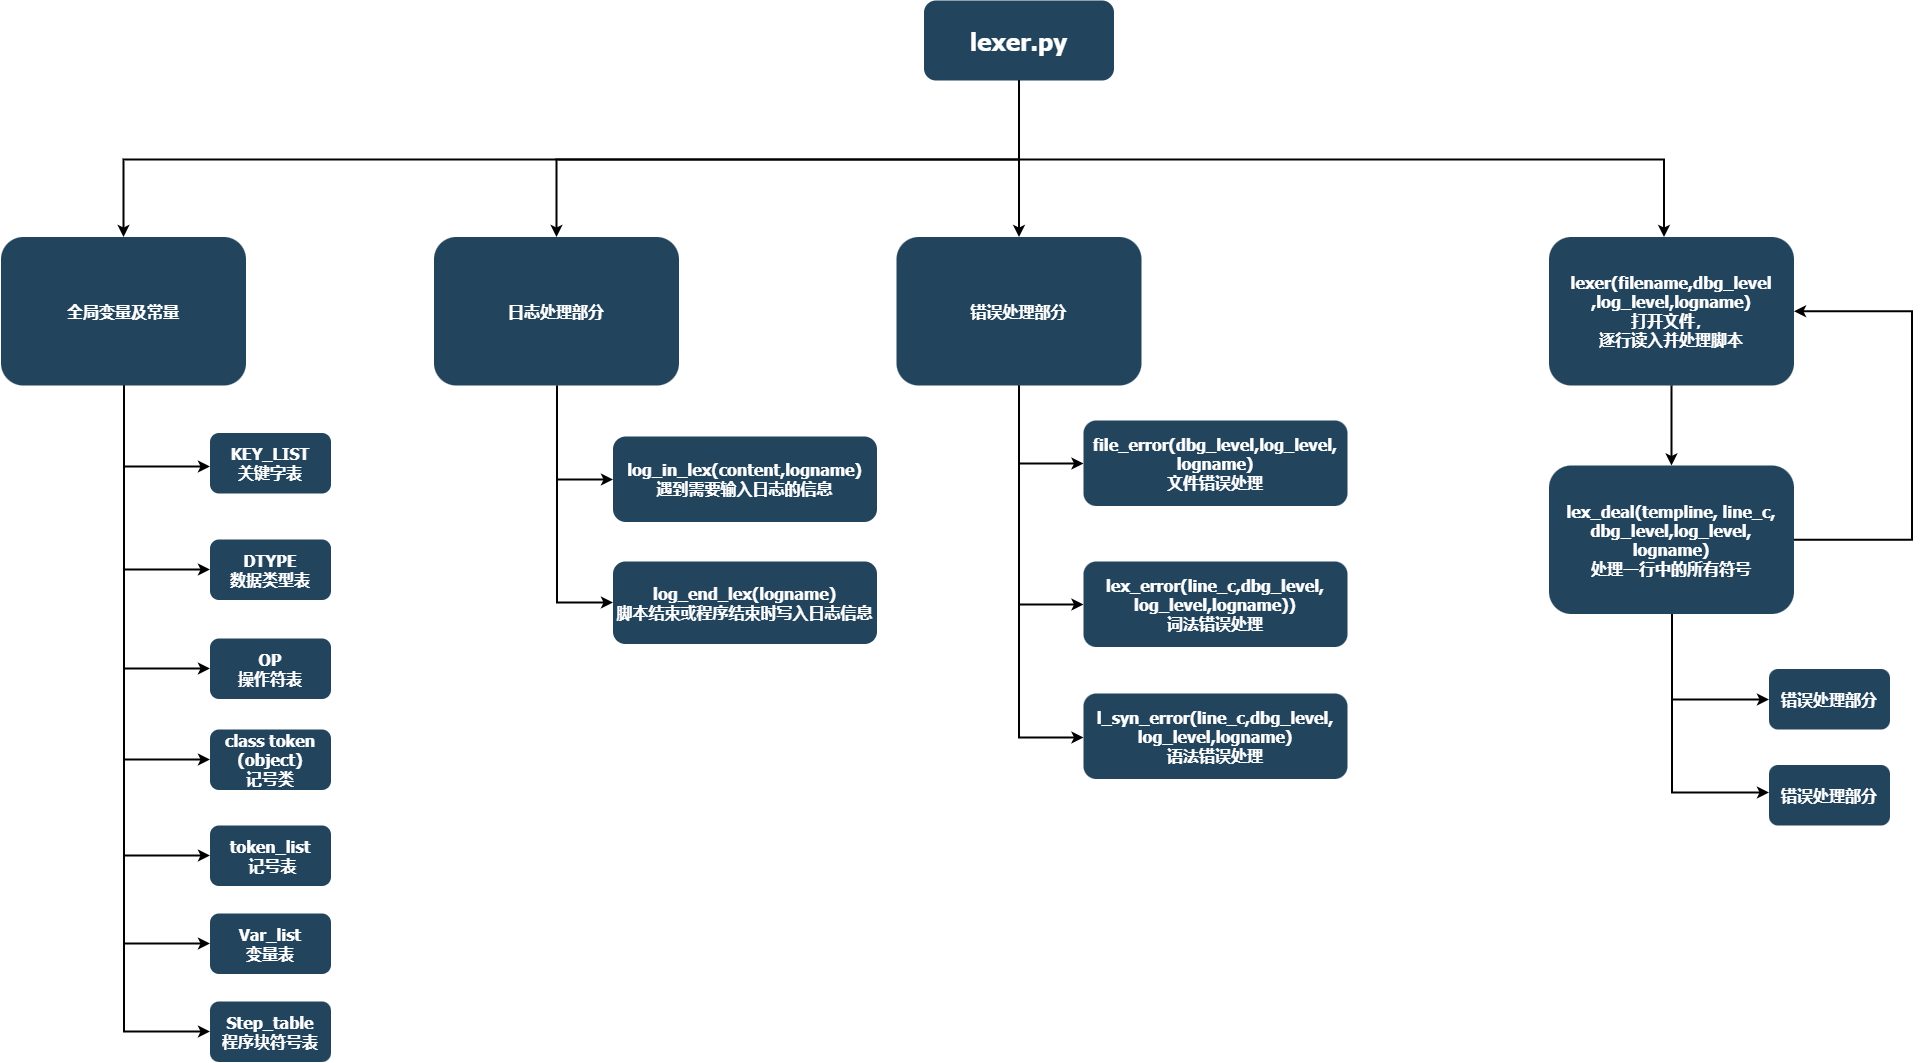 lexer.py
全局变量及常量
日志处理部分
错误处理部分
lexer(filename,dbg_level
,log_level,logname)
打开文件，
逐行读入并处理脚本
KEY_LIST
关键字表
DTYPE
数据类型表
OP
操作符表
class token
(object)
记号类
token_list
记号表
Var_list
变量表
Step_table
程序块符号表
log_in_lex(content,logname)
遇到需要输入日志的信息
log_end_lex(logname)
脚本结束或程序结束时写入日志信息
file_error(dbg_level,log_level,
logname)
文件错误处理
lex_error(line_c,dbg_level,
log_level,logname))
词法错误处理
l_syn_error(line_c,dbg_level,
log_level,logname)
语法错误处理
lex_deal(templine, line_c,
dbg_level,log_level,
logname)
处理一行中的所有符号
错误处理部分
错误处理部分